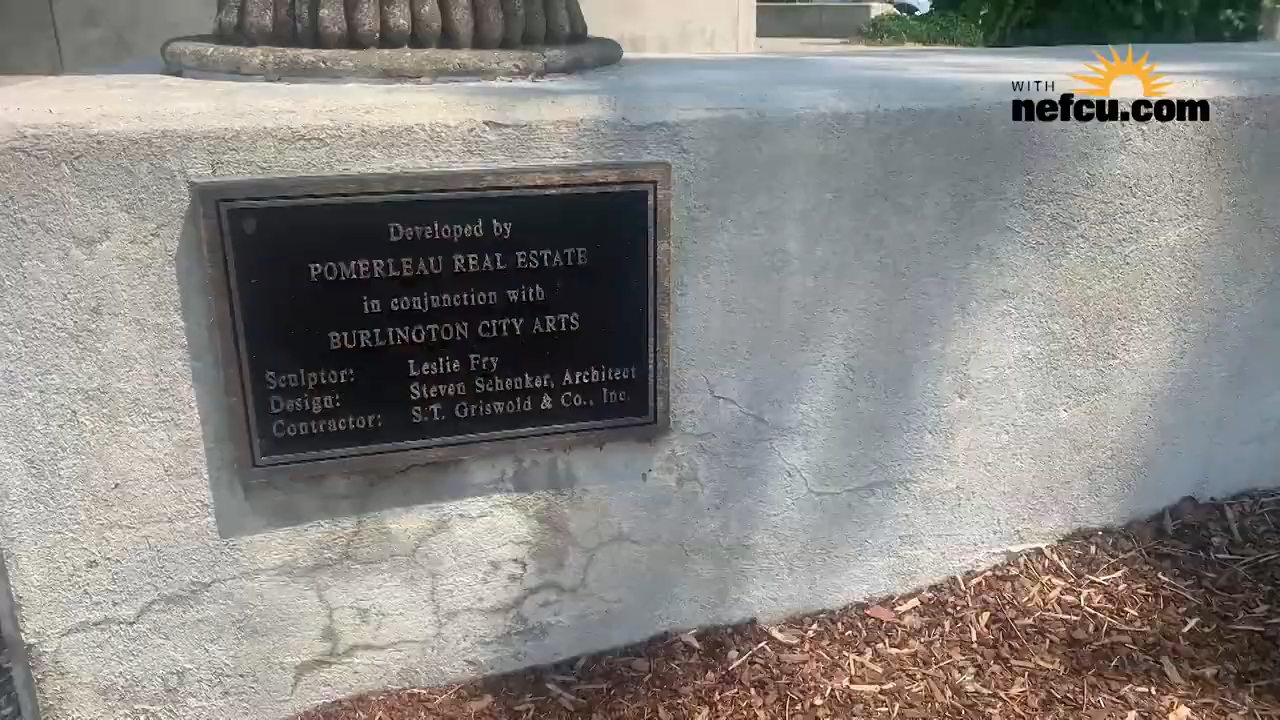 WITH
nefcu.com
Developed by
POMERLEAU REAL ESTATE
in conjunction with
BURLINGTON CITY ARTS
Sculptor: Leslie Fry
Design: Steven Schenker, Architect
Contractor: S.T. Griswold & Co., Inc.